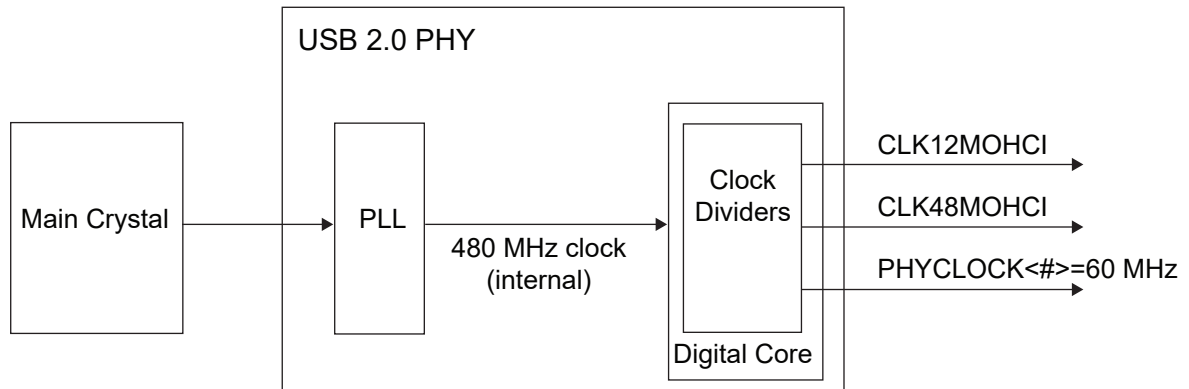 USB 2.0 PHY
Main Crystal
PLL
480 MHz clock
(internal)
Clock
Dividers
Digital Core
CLK12MOHCI
CLK48MOHCI
PHYCLOCK<#>=60 MHz